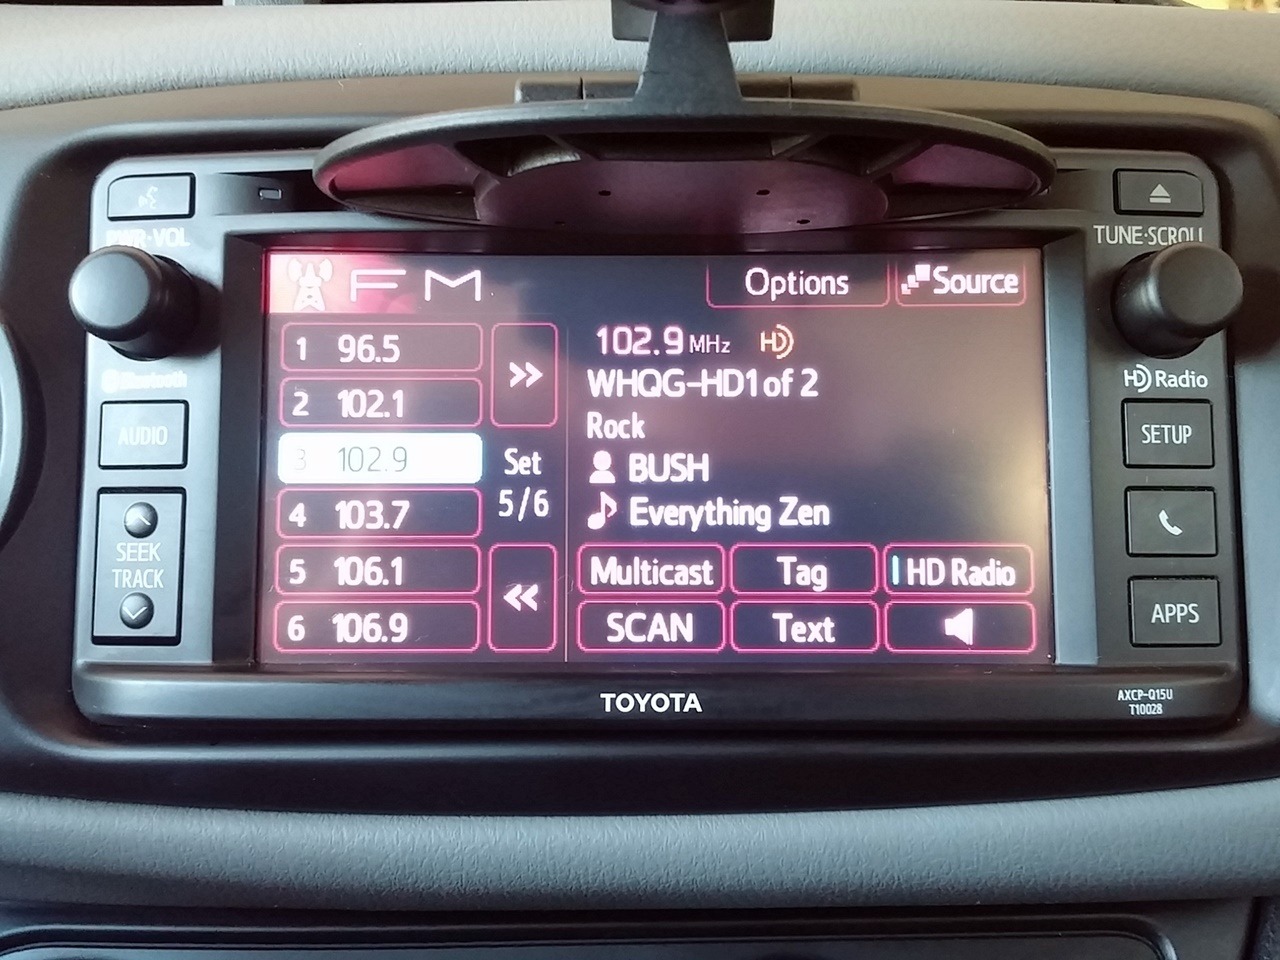 PWR·VOL
TUNE·SCROLL
FM
Options
Source
1 96.5
2 102.1
3 102.9
4 103.7
5 106.1
6 106.9
>>
Set
5/6
<<
102.9 MHz HD
WHQG-HD1 of 2
Rock
BUSH
Everything Zen
Multicast
Tag
HD Radio
SCAN
Text
Bluetooth
AUDIO
SEEK
TRACK
HD Radio
SETUP
APPS
TOYOTA
AXCP-Q15U
T10028